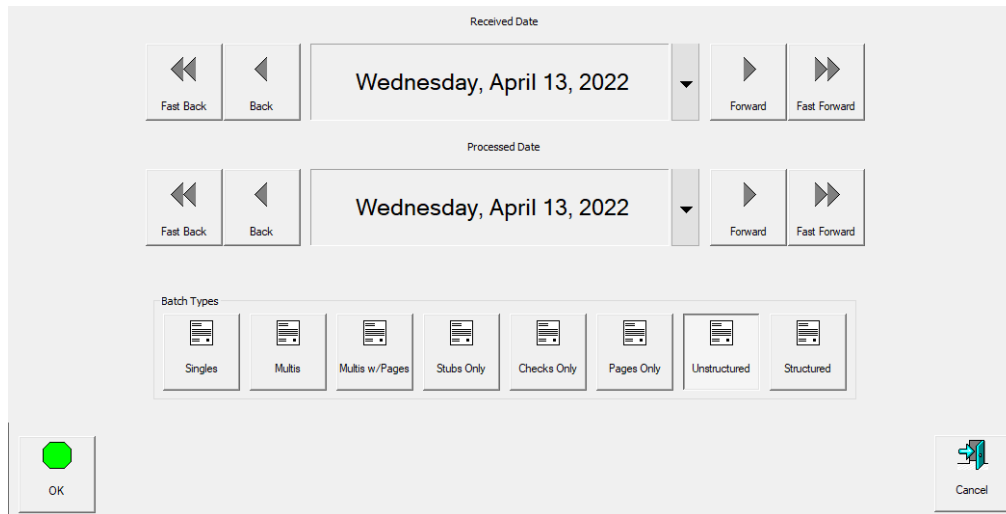 Received Date
Fast Back
Back
Wednesday, April 13, 2022
Forward
Fast Forward
Processed Date
Fast Back
Back
Wednesday, April 13, 2022
Forward
Fast Forward
Batch Types
Singles
Multis
Multis w/Pages
Stubs Only
Checks Only
Pages Only
Unstructured
Structured
OK
Cancel